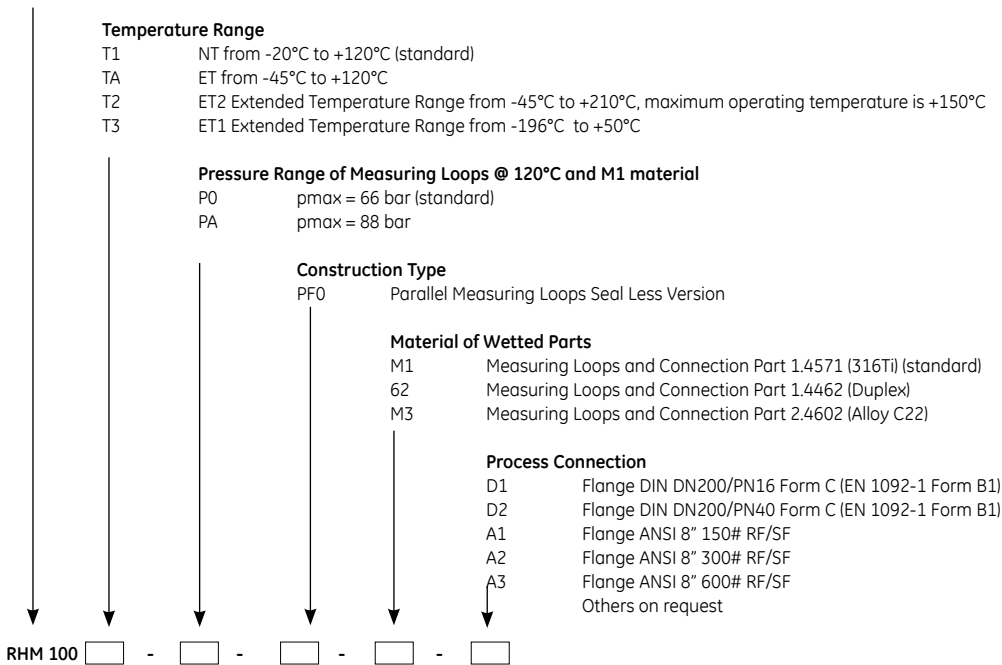 Temperature Range
T1 NT from -20°C to +120°C (standard)
TA ET from -45°C to +120°C
T2 ET2 Extended Temperature Range from -45°C to +210°C, maximum operating temperature is +150°C
T3 ET1 Extended Temperature Range from -196°C to +50°C
Pressure Range of Measuring Loops @ 120°C and M1 material
P0 pmax = 66 bar (standard)
PA pmax = 88 bar
Construction Type
PF0 Parallel Measuring Loops Seal Less Version
Material of Wetted Parts
M1 Measuring Loops and Connection Part 1.4571 (316Ti) (standard)
62 Measuring Loops and Connection Part 1.4462 (Duplex)
M3 Measuring Loops and Connection Part 2.4602 (Alloy C22)
Process Connection
D1 Flange DIN DN200/PN16 Form C (EN 1092-1 Form B1)
D2 Flange DIN DN200/PN40 Form C (EN 1092-1 Form B1)
A1 Flange ANSI 8" 150# RF/SF
A2 Flange ANSI 8" 300# RF/SF
A3 Flange ANSI 8" 600# RF/SF
Others on request
RHM 100 - - - -